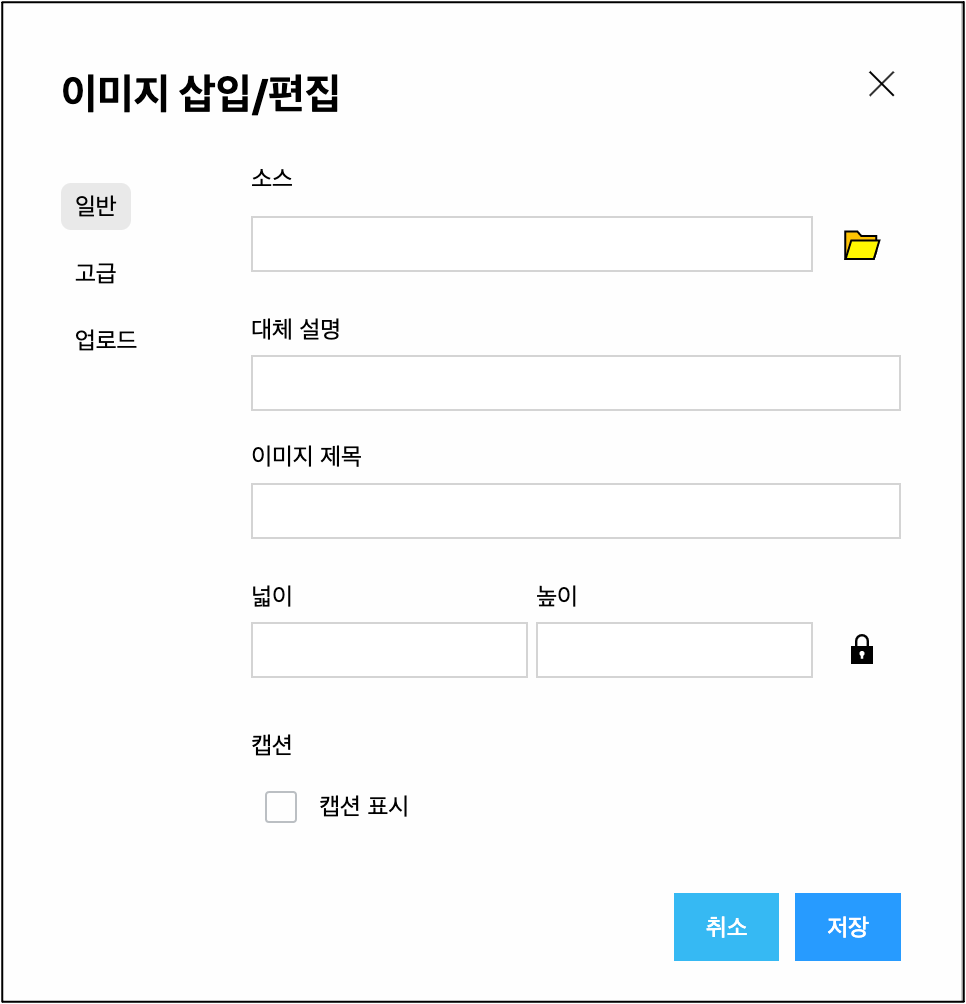 이미지 삽입/편집
일반
고급
업로드
소스
대체 설명
이미지 제목
넓이 높이
캡션
캡션 표시
취소 저장